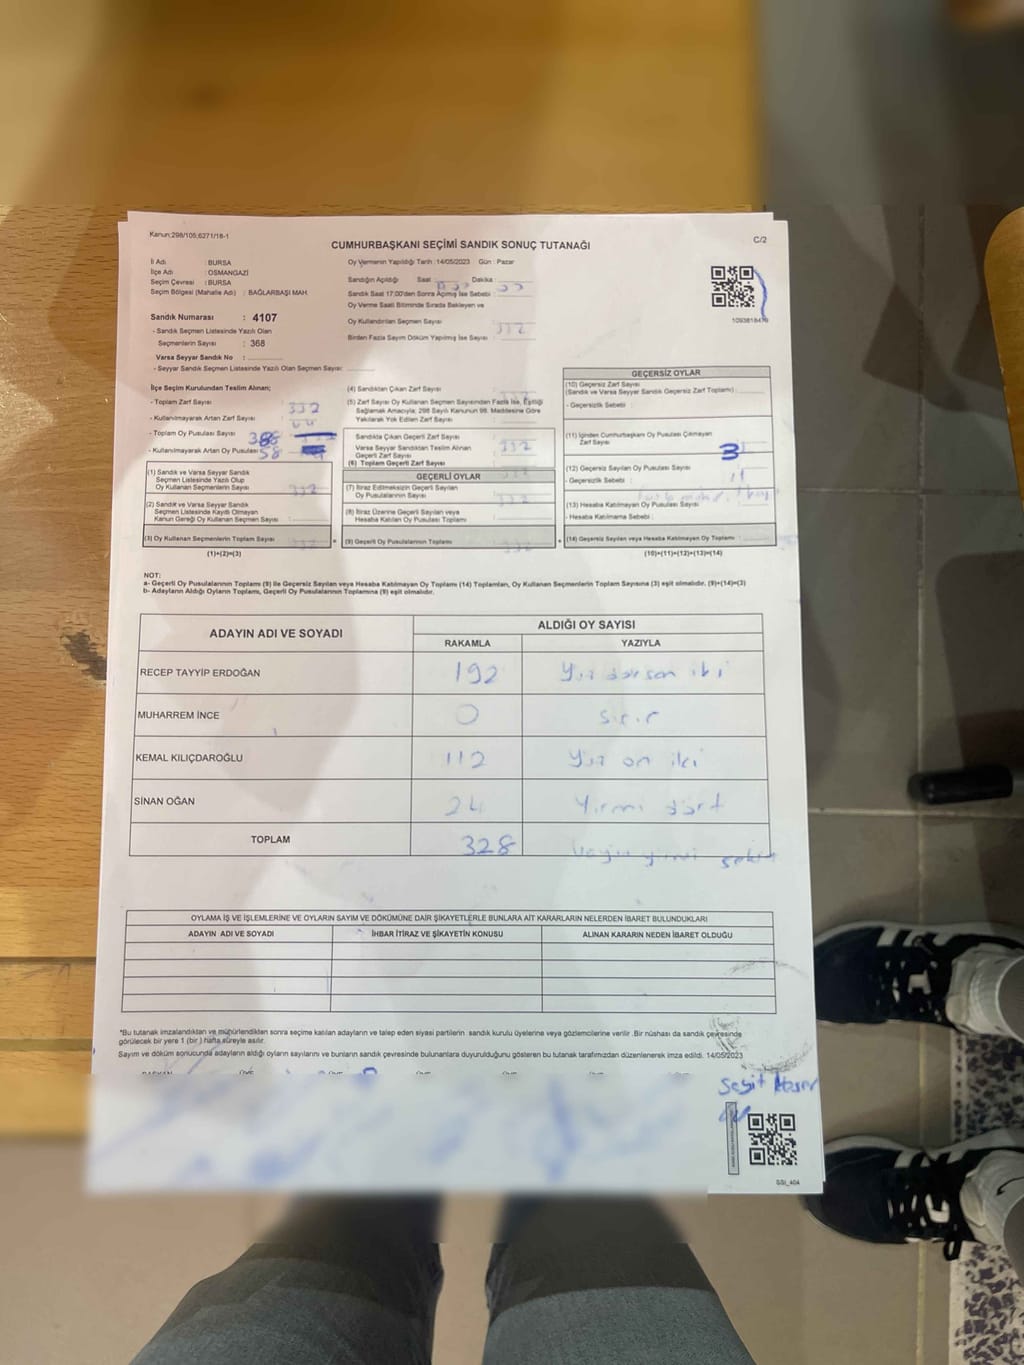 Kanun;298/105;6271/18-1
C/2
CUMHURBAŞKANI SEÇİMİ SANDIK SONUÇ TUTANAĞI
İl Adı : BURSA
İlçe Adı : OSMANGAZİ
Seçim Çevresi : BURSA
Seçim Bölgesi (Mahalle Adı) : BAĞLARBAŞI MAH.
Oy Vermenin Yapıldığı Tarih :14/05/2023 Gün : Pazar
Sandığın Açıldığı Saat Dakika :
Sandık Saat 17.00'den Sonra Açılmış İse Sebebi :
Oy Verme Saati Bitiminde Sırada Bekleyen ve
Oy Kullandırılan Seçmen Sayısı : 332
Birden Fazla Sayım Döküm Yapılmış İse Sayısı :
Sandık Numarası : 4107
- Sandık Seçmen Listesinde Yazılı Olan
Seçmenlerin Sayısı : 368
Varsa Seyyar Sandık No :
- Seyyar Sandık Seçmen Listesinde Yazılı Olan Seçmen Sayısı
İlçe Seçim Kurulundan Teslim Alınan;
- Toplam Zarf Sayısı : 332
- Kullanılmayarak Artan Zarf Sayısı :
- Toplam Oy Pusulası Sayısı
- Kullanılmayarak Artan Oy Pusulası Sayısı 58
(1) Sandık ve Varsa Seyyar Sandık
Seçmen Listesinde Yazılı Olup
Oy Kullanan Seçmenlerin Sayısı : 332
(2) Sandık ve Varsa Seyyar Sandık
Seçmen Listesinde Kayıtlı Olmayan
Kanun Gereği Oy Kullanan Seçmen Sayısı :
(3) Oy Kullanan Seçmenlerin Toplam Sayısı : 332
(1)+(2)=(3)
(4) Sandıktan Çıkan Zarf Sayısı :
(5) Zarf Sayısı Oy Kullanan Seçmen Sayısından Fazla İse, Eşitliği
Sağlamak Amacıyla; 298 Sayılı Kanunun 98. Maddesine Göre
Yakılarak Yok Edilen Zarf Sayısı :
Sandıkta Çıkan Geçerli Zarf Sayısı
Varsa Seyyar Sandıktan Teslim Alınan : 332
Geçerli Zarf Sayısı
(6) Toplam Geçerli Zarf Sayısı
GEÇERLİ OYLAR
(7) İtiraz Edilmeksizin Geçerli Sayılan
Oy Pusulalarının Sayısı : 332
(8) İtiraz Üzerine Geçerli Sayılan veya
Hesaba Katılan Oy Pusulası Toplamı :
(9) Geçerli Oy Pusulalarının Toplamı : 332
GEÇERSİZ OYLAR
(10) Geçersiz Zarf Sayısı
(Sandık ve Varsa Seyyar Sandık Geçersiz Zarf Toplamı)
- Geçersizlik Sebebi :
(11) İçinden Cumhurbaşkanı Oy Pusulası Çıkmayan
Zarf Sayısı 3
(12) Geçersiz Sayılan Oy Pusulası Sayısı :
- Geçersizlik Sebebi :
(13) Hesaba Katılmayan Oy Pusulası Sayısı :
- Hesaba Katılmama Sebebi :
(14) Geçersiz Sayılan veya Hesaba Katılmayan Oy Toplamı :
(10)+(11)+(12)+(13)=(14)
NOT:
a- Geçerli Oy Pusulalarının Toplamı (9) ile Geçersiz Sayılan veya Hesaba Katılmayan Oy Toplamı (14) Toplamları, Oy Kullanan Seçmenlerin Toplam Sayısına (3) eşit olmalıdır. (9)+(14)=(3)
b- Adayların Aldığı Oyların Toplamı, Geçerli Oy Pusulalarının Toplamına (9) eşit olmalıdır.
ADAYIN ADI VE SOYADI ALDIĞI OY SAYISI
RAKAMLA YAZIYLA
RECEP TAYYİP ERDOĞAN 192 Yüz doksan iki
MUHARREM İNCE 0 Sıfır
KEMAL KILIÇDAROĞLU 112 Yüz on iki
SİNAN OĞAN 24 Yirmi dört
TOPLAM 328
OYLAMA İŞ VE İŞLEMLERİNE VE OYLARIN SAYIM VE DÖKÜMÜNE DAİR ŞİKAYETLERLE BUNLARA AİT KARARLARIN NELERDEN İBARET BULUNDUKLARI
ADAYIN ADI VE SOYADI İHBAR İTİRAZ VE ŞİKAYETİN KONUSU ALINAN KARARIN NEDEN İBARET OLDUĞU
*Bu tutanak imzalandıktan ve mühürlendikten sonra seçime katılan adayların ve talep eden siyasi partilerin sandık kurulu üyelerine veya gözlemcilerine verilir. Bir nüshası da sandık çevresinde
görülecek bir yere 1 (bir) hafta süreyle asılır.
Sayım ve döküm sonucunda adayların aldığı oyların sayılarını ve bunların sandık çevresinde bulunanlara duyurulduğunu gösteren bu tutanak tarafımızdan düzenlenerek imza edildi. 14/05/2023
SSI_40A